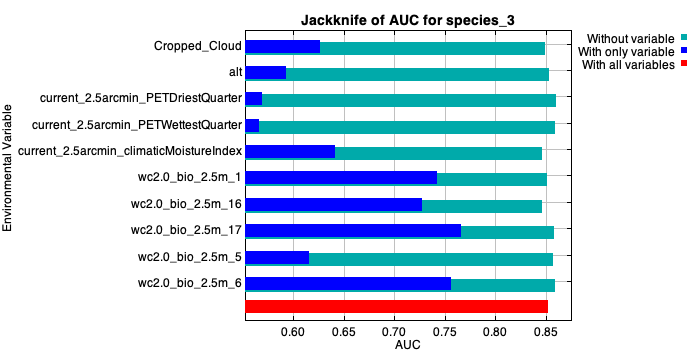 Jackknife of AUC for species_3
Without variable
With only variable
With all variables
Environmental Variable
Cropped_Cloud
alt
current_2.5arcmin_PETDriestQuarter
current_2.5arcmin_PETWettestQuarter
current_2.5arcmin_climaticMoistureIndex
wc2.0_bio_2.5m_1
wc2.0_bio_2.5m_16
wc2.0_bio_2.5m_17
wc2.0_bio_2.5m_5
wc2.0_bio_2.5m_6
0.60 0.65 0.70 0.75 0.80 0.85
AUC